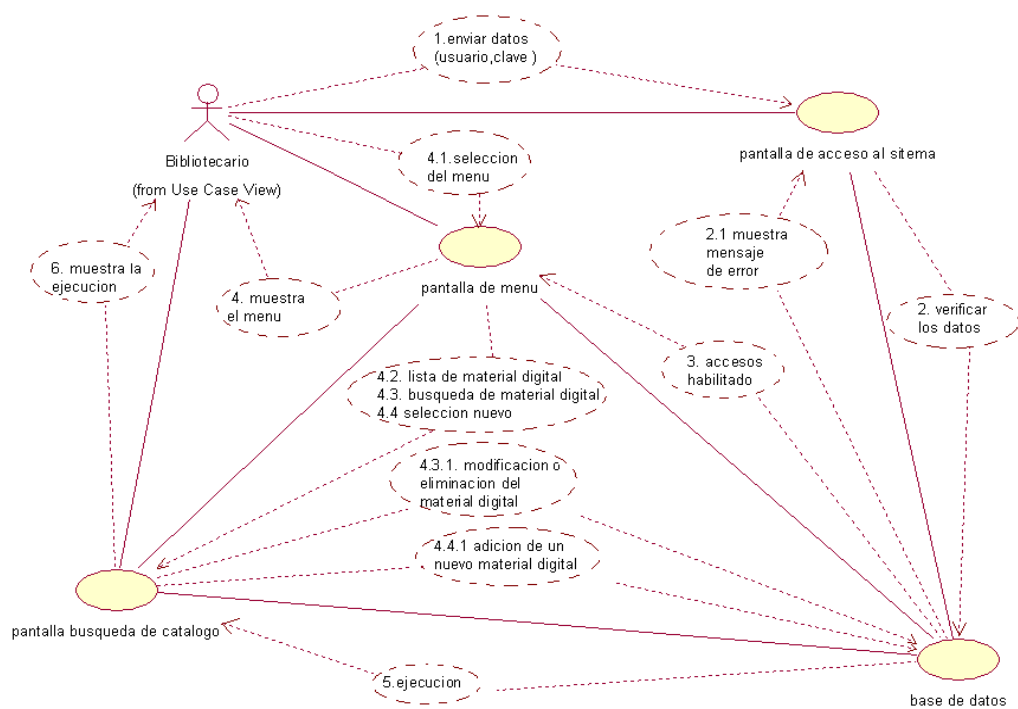 1.enviar datos
(usuario,clave )
Bibliotecario
(from Use Case View)
pantalla de acceso al sitema
4.1.seleccion
del menu
2.1 muestra
mensaje
de error
6. muestra la
ejecucion
4. muestra
el menu
pantalla de menu
2. verificar
los datos
3. accesos
habilitado
4.2. lista de material digital
4.3. busqueda de material digital
4.4 seleccion nuevo
4.3.1. modificacion o
eliminacion del
material digital
4.4.1 adicion de un
nuevo material digital
pantalla busqueda de catalogo
5.ejecucion
base de datos